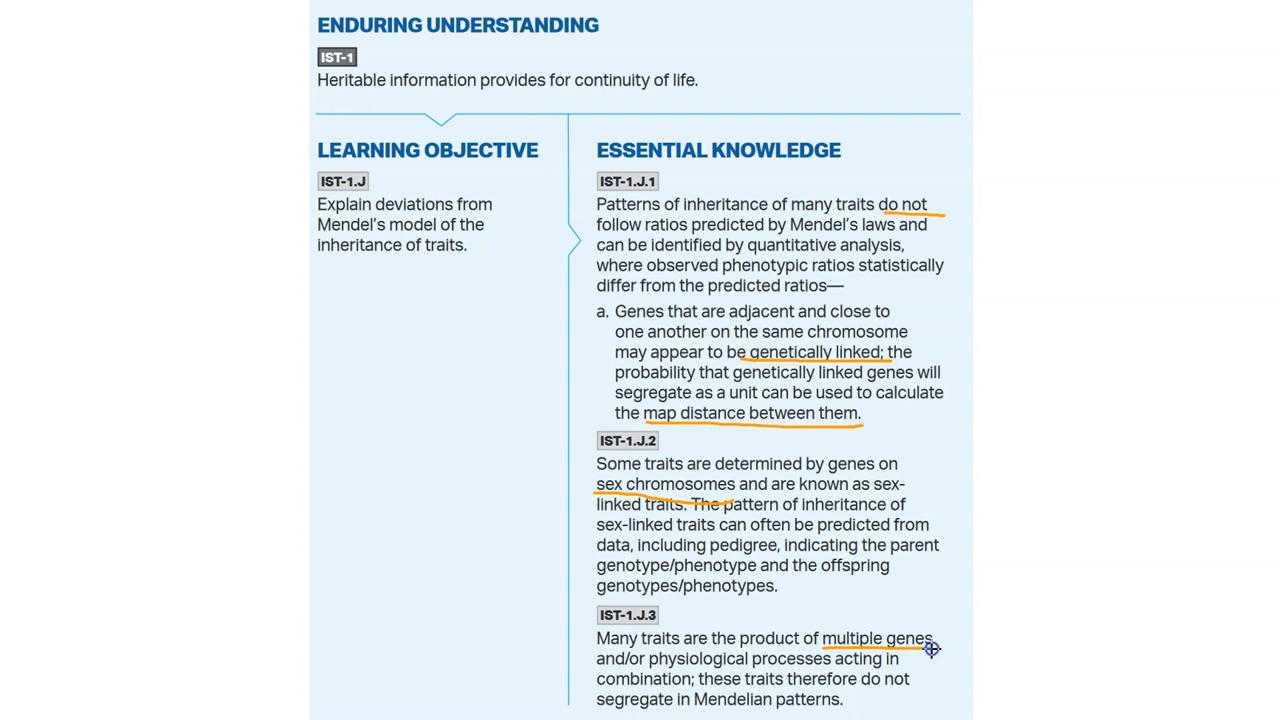 ENDURING UNDERSTANDING
IST-1
Heritable information provides for continuity of life.
LEARNING OBJECTIVE
IST-1.J
Explain deviations from
Mendel’s model of the
inheritance of traits.
ESSENTIAL KNOWLEDGE
IST-1.J.1
Patterns of inheritance of many traits do not
follow ratios predicted by Mendel’s laws and
can be identified by quantitative analysis,
where observed phenotypic ratios statistically
differ from the predicted ratios—
a. Genes that are adjacent and close to
one another on the same chromosome
may appear to be genetically linked; the
probability that genetically linked genes will
segregate as a unit can be used to calculate
the map distance between them.
IST-1.J.2
Some traits are determined by genes on
sex chromosomes and are known as sex-
linked traits. The pattern of inheritance of
sex-linked traits can often be predicted from
data, including pedigree, indicating the parent
genotype/phenotype and the offspring
genotypes/phenotypes.
IST-1.J.3
Many traits are the product of multiple genes
and/or physiological processes acting in
combination; these traits therefore do not
segregate in Mendelian patterns.